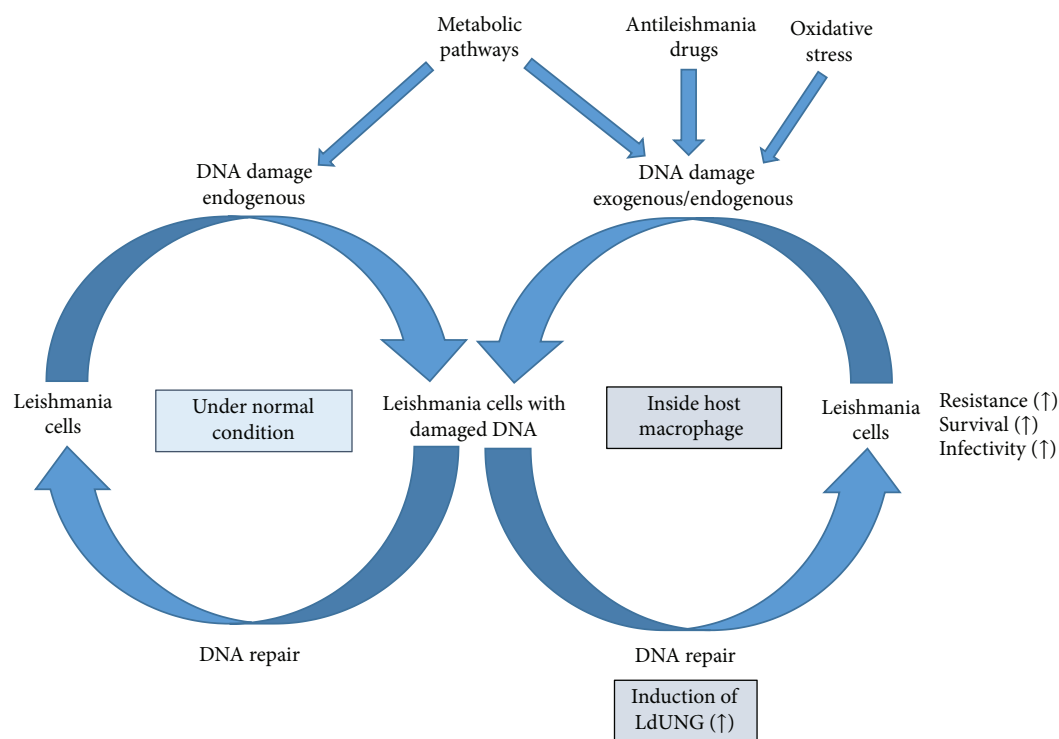 Metabolic
pathways
Antileishmania
drugs
Oxidative
stress
DNA damage
endogenous
DNA damage
exogenous/endogenous
Leishmania
cells
Under normal
condition
Leishmania cells with
damaged DNA
Inside host
macrophage
Leishmania
cells
Resistance (↑)
Survival (↑)
Infectivity (↑)
DNA repair
DNA repair
Induction of
LdUNG (↑)